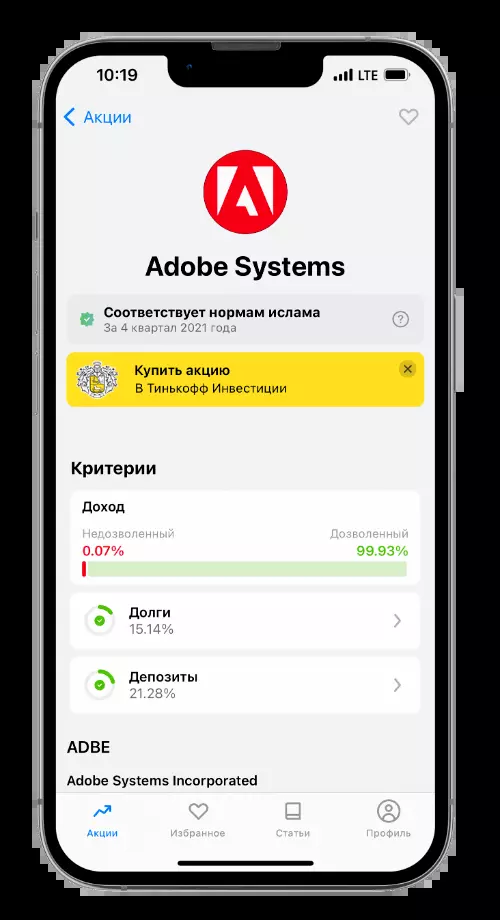 10:19
LTE
Акции
Adobe Systems
Соответствует нормам ислама
За 4 квартал 2021 года
?
Купить акцию
В Тинькофф Инвестиции
Критерии
Доход
Недозволенный
Дозволенный
0.07%
99.93%
Долги
15.14%
Депозиты
21.28%
ADBE
Adobe Systems Incorporated
Акции
Избранное
Статьи
Профиль